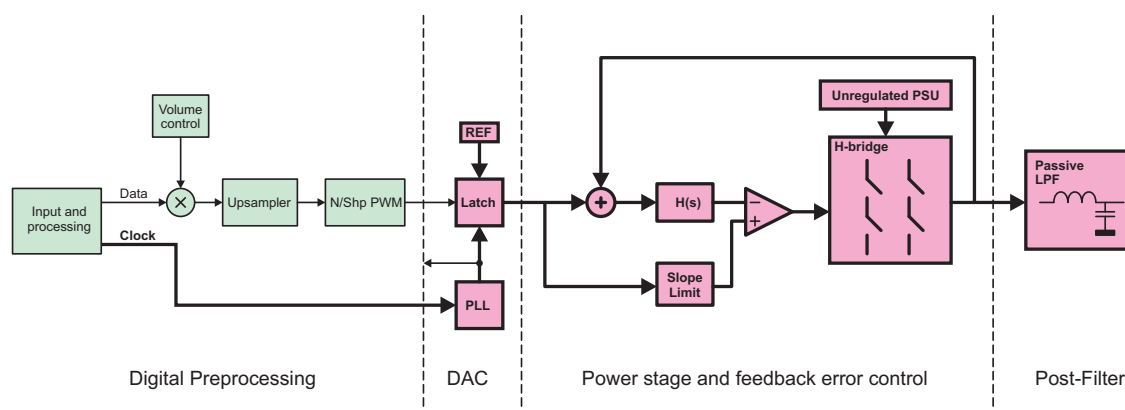 Volume
control
REF
Unregulated PSU
H-bridge
Passive
LPF
Data
Input and
processing
Upsampler
N/Shp PWM
Latch
H(s)
Clock
Slope
Limit
PLL
Digital Preprocessing
DAC
Power stage and feedback error control
Post-Filter